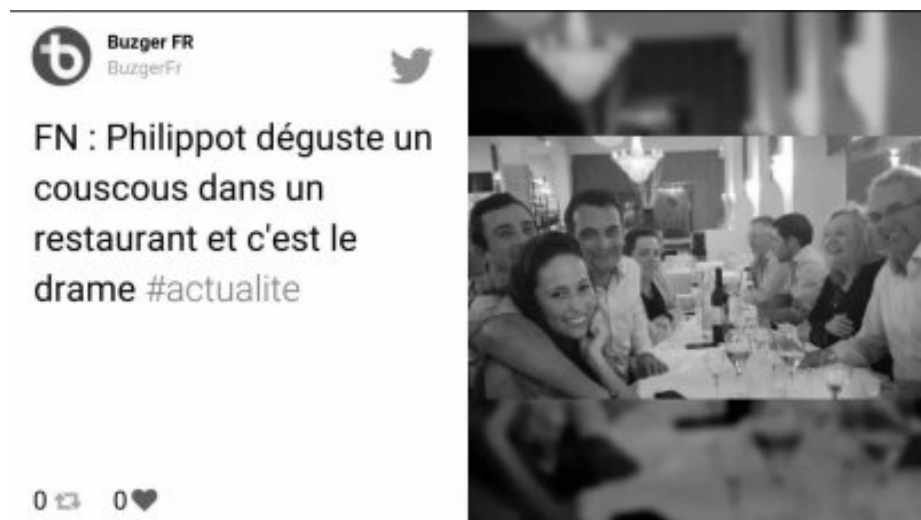 Buzger FR
BuzgerFr
FN : Philippot déguste un
couscous dans un
restaurant et c'est le
drame #actualite
0 0